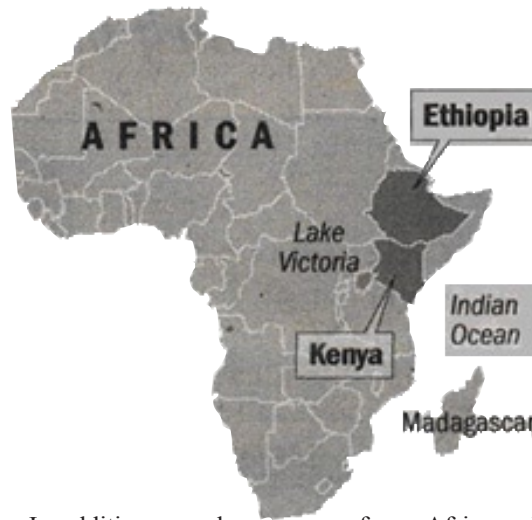 Ethiopia
AFRICA
Lake
Victoria
Indian
Ocean
Kenya
Madagascar